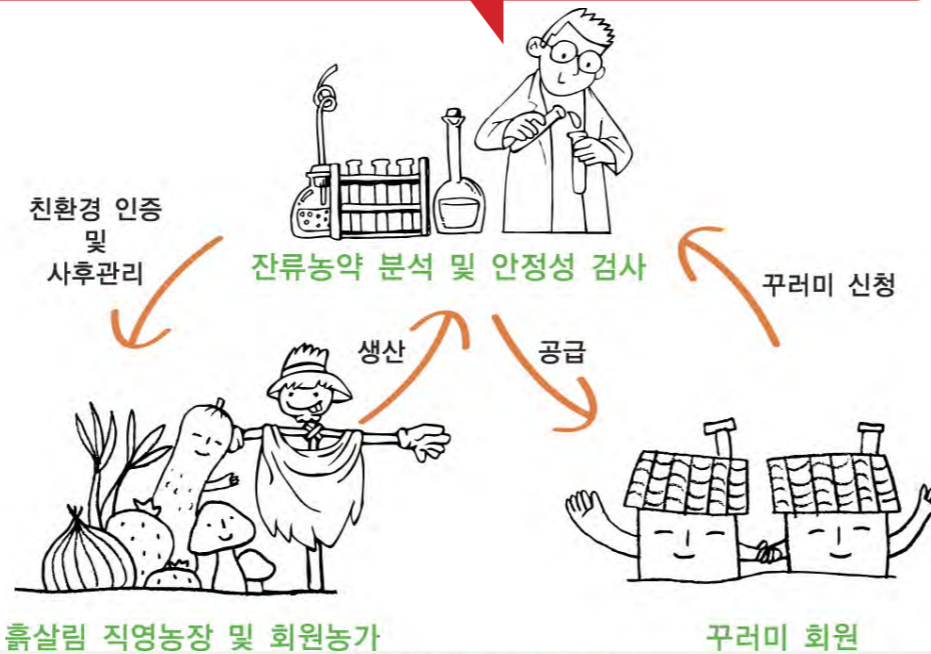 친환경 인증
및
사후관리
잔류농약 분석 및 안정성 검사
꾸러미 신청
생산
공급
흙살림 직영농장 및 회원농가
꾸러미 회원